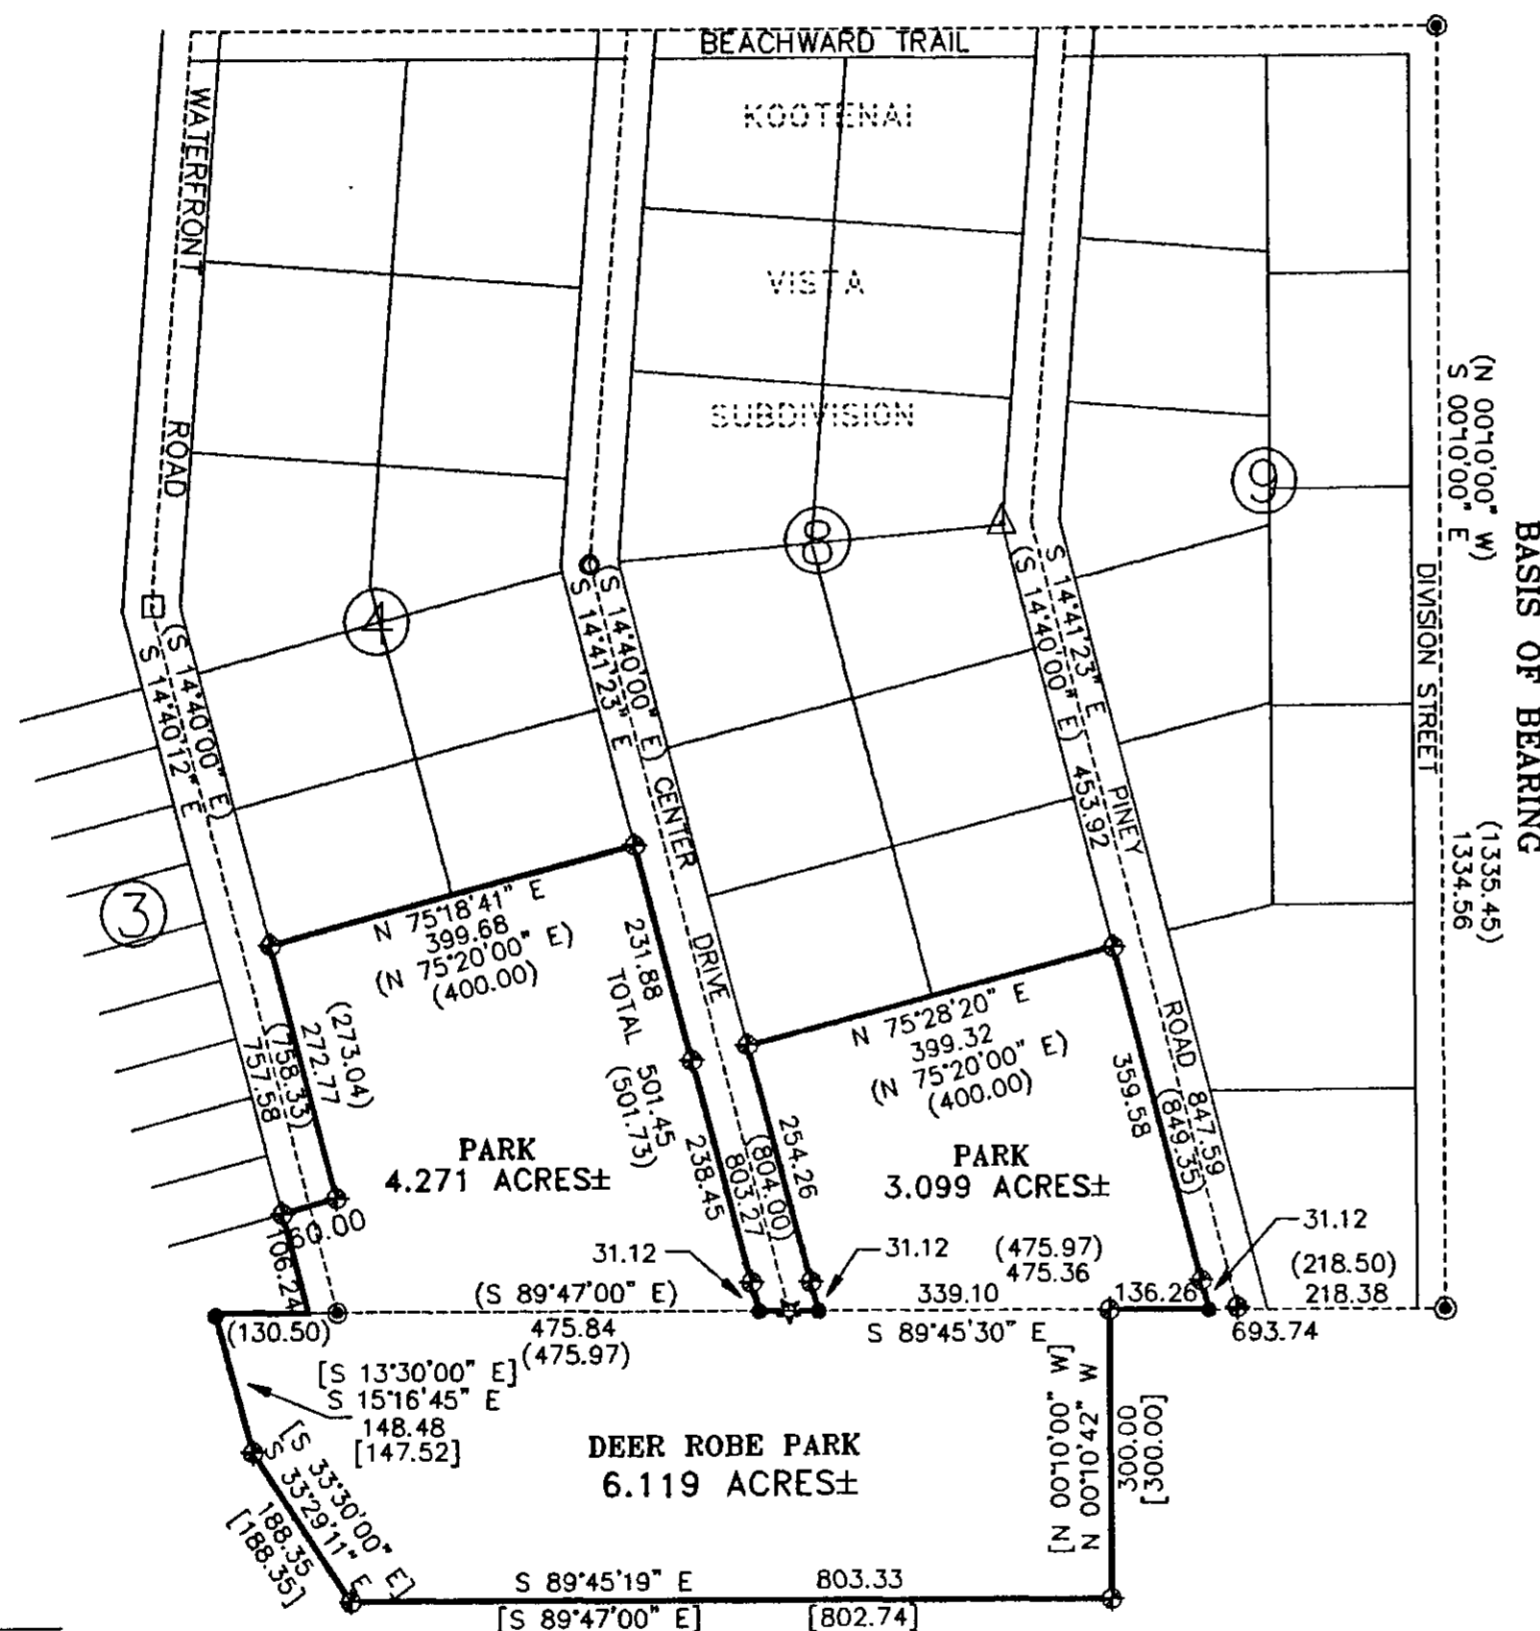 BEACHWARD TRAIL
WATERFRONT
ROAD
KOOTENAI
VISTA
SUBDIVISION
4
8
9
3
(N 00°10'00" W)
S 00°10'00" E
BASIS OF BEARING
DIVISION STREET
(1335.45)
1334.56
(S 14°40'00" E)
S 14°40'12" E
(S 14°40'00" E)
S 14°41'23" E
CENTER
DRIVE
S 14°41'23" E
(S 14°40'00" E)
453.92
PINEY
ROAD
847.59
(849.35)
N 75°18'41" E
399.68
(N 75°20'00" E)
(400.00)
231.88
TOTAL 501.45
(501.73)
238.45
803.27
(804.00)
254.26
N 75°28'20" E
399.32
(N 75°20'00" E)
(400.00)
359.58
(273.04)
272.77
(758.33)
757.58
PARK
4.271 ACRES±
PARK
3.099 ACRES±
60.00
106.24
31.12
31.12
31.12
(S 89°47'00" E)
(475.97)
475.36
339.10
136.26
(218.50)
218.38
(130.50)
475.84
(475.97)
S 89°45'30" E
693.74
[S 13°30'00" E]
S 15°16'45" E
148.48
[147.52]
[S 33°30'00" E]
S 33°29'11" E
188.35
[188.35]
DEER ROBE PARK
6.119 ACRES±
[N 00°10'00" W]
N 00°10'42" W
300.00
[300.00]
S 89°45'19" E 803.33
[S 89°47'00" E] [802.74]